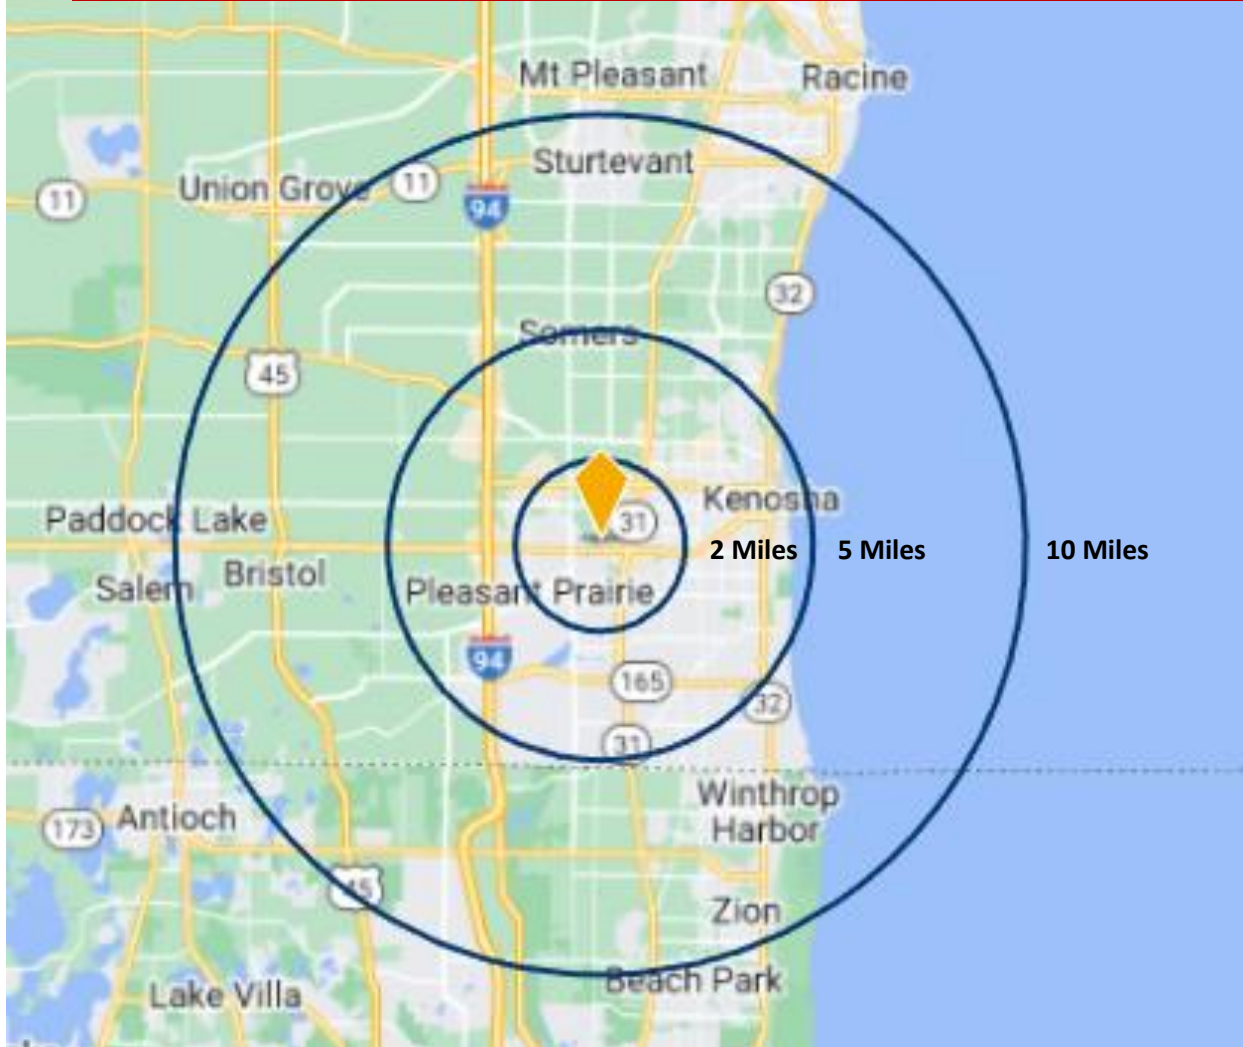 Mt Pleasant
Racine
Sturtevant
11
Union Grove
11
94
32
Somers
45
Kenosha
Paddock Lake
31
2 Miles
5 Miles
10 Miles
Salem
Bristol
Pleasant Prairie
94
165
32
31
Winthrop
Harbor
173
Antioch
45
Zion
Beach Park
Lake Villa